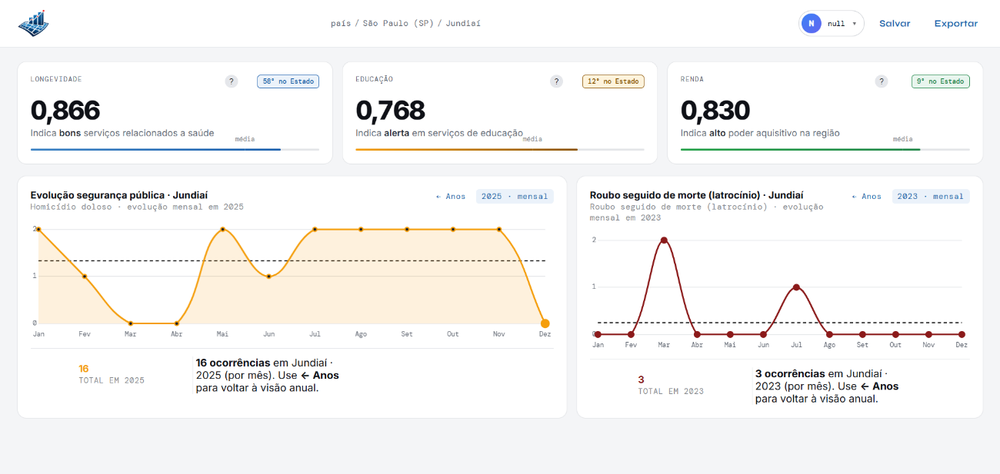 país / São Paulo (SP) / Jundiaí
N null ▾ Salvar Exportar
LONGEVIDADE ? 58° no Estado
0,866
Indica bons serviços relacionados a saúde
média
EDUCAÇÃO ? 12° no Estado
0,768
Indica alerta em serviços de educação
média
RENDA ? 9° no Estado
0,830
Indica alto poder aquisitivo na região
média
Evolução segurança pública · Jundiaí
← Anos 2025 · mensal
Homicídio doloso · evolução mensal em 2025
2
1
0
Jan Fev Mar Abr Mai Jun Jul Ago Set Out Nov Dez
16
TOTAL EM 2025
16 ocorrências em Jundiaí ·
2025 (por mês). Use ← Anos
para voltar à visão anual.
Roubo seguido de morte (latrocínio) · Jundiaí
← Anos 2023 · mensal
Roubo seguido de morte (latrocínio) · evolução
mensal em 2023
2
1
0
Jan Fev Mar Abr Mai Jun Jul Ago Set Out Nov Dez
3
TOTAL EM 2023
3 ocorrências em Jundiaí ·
2023 (por mês). Use ← Anos
para voltar à visão anual.